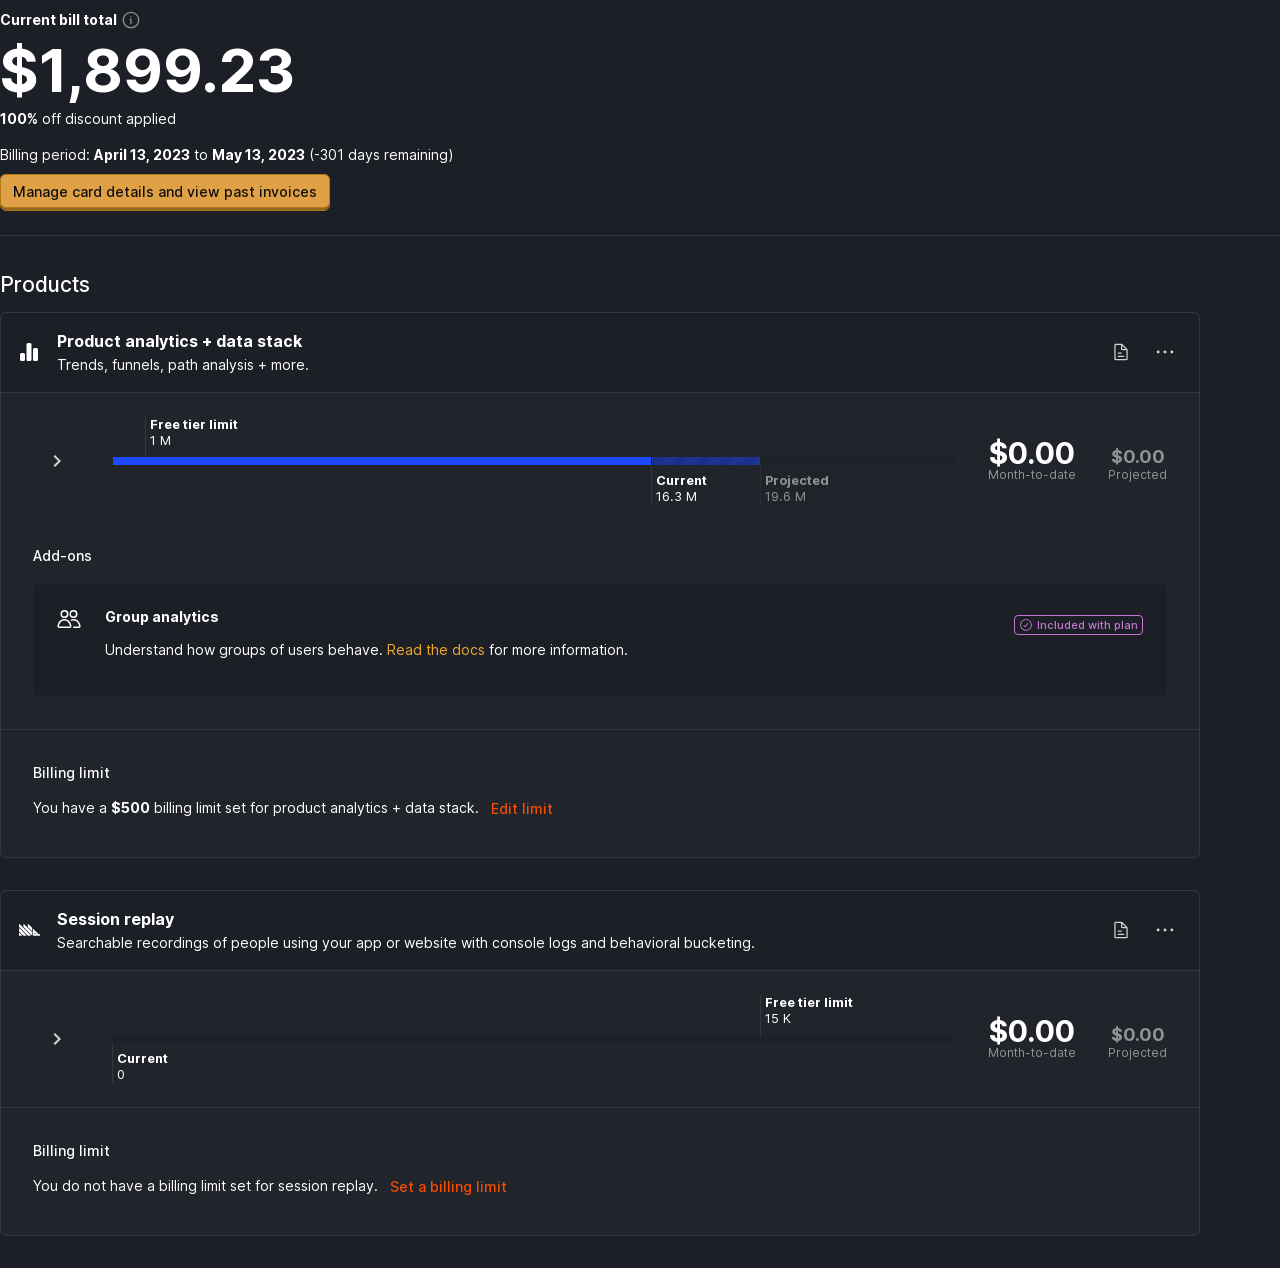 Current bill total
$1,899.23
100% off discount applied
Billing period: April 13, 2023 to May 13, 2023 (-301 days remaining)
Manage card details and view past invoices
Products
Product analytics + data stack
Trends, funnels, path analysis + more.
Free tier limit
1 M
Current
16.3 M
Projected
19.6 M
$0.00
Month-to-date
$0.00
Projected
Add-ons
Group analytics
Understand how groups of users behave. Read the docs for more information.
Included with plan
Billing limit
You have a $500 billing limit set for product analytics + data stack. Edit limit
Session replay
Searchable recordings of people using your app or website with console logs and behavioral bucketing.
Free tier limit
15 K
Current
0
$0.00
Month-to-date
$0.00
Projected
Billing limit
You do not have a billing limit set for session replay. Set a billing limit